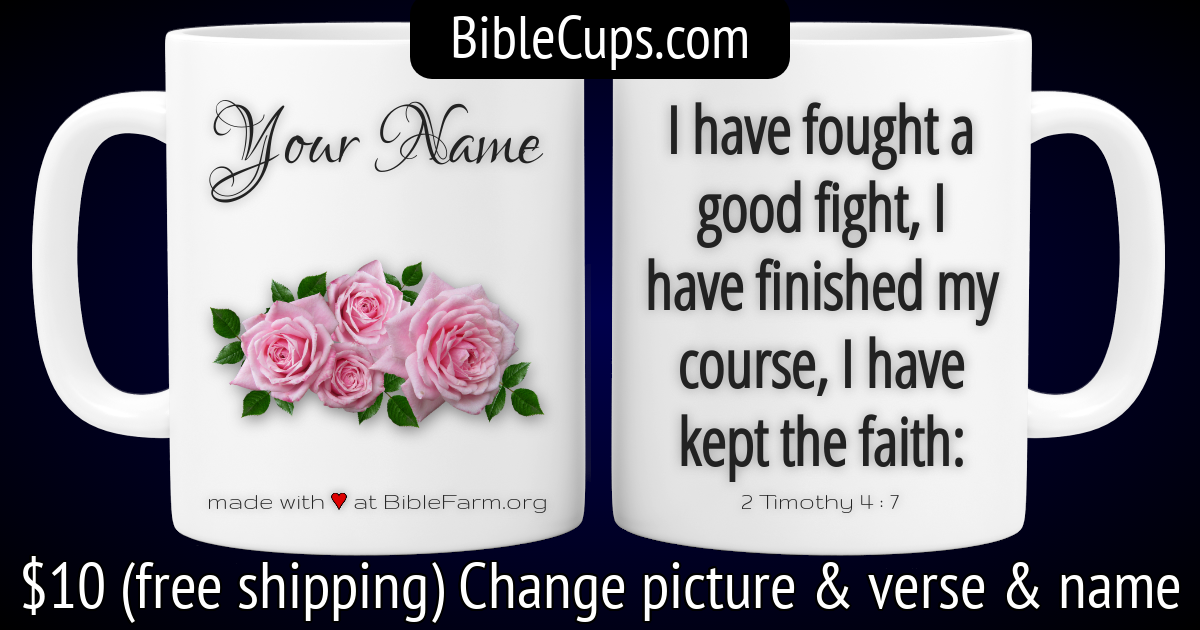 BibleCups.com
Your Name
made with ♥ at BibleFarm.org
I have fought a
good fight, I
have finished my
course, I have
kept the faith:
2 Timothy 4 : 7
$10 (free shipping) Change picture & verse & name